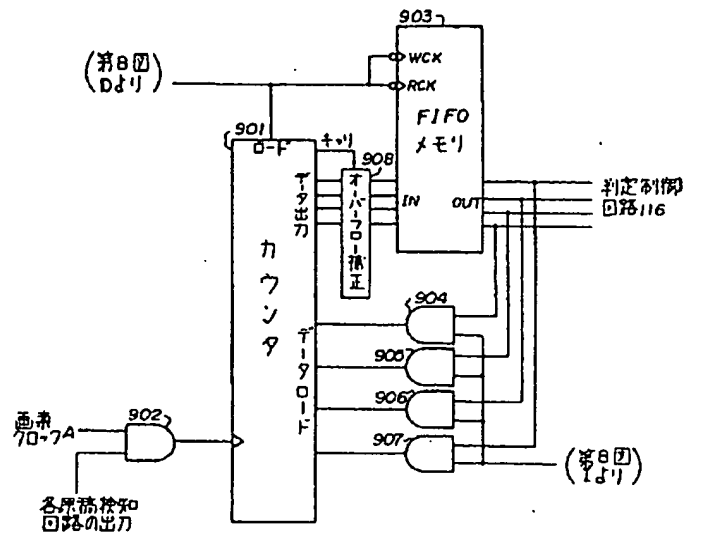 903
(第8図
Dより)
WCK
RCK
FIFO
メモリ
IN
OUT
901
ロード
キャリ
908
データ出力
オーバーフロー補正
判定制御
回路116
カウンタ
データロード
904
905
906
907
902
画素
クロックA
各原稿検知
回路の出力
(第8図
Iより)